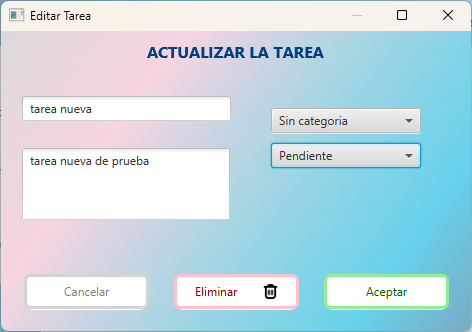 Editar Tarea
ACTUALIZAR LA TAREA
tarea nueva
Sin categoria
tarea nueva de prueba
Pendiente
Cancelar
Eliminar
Aceptar